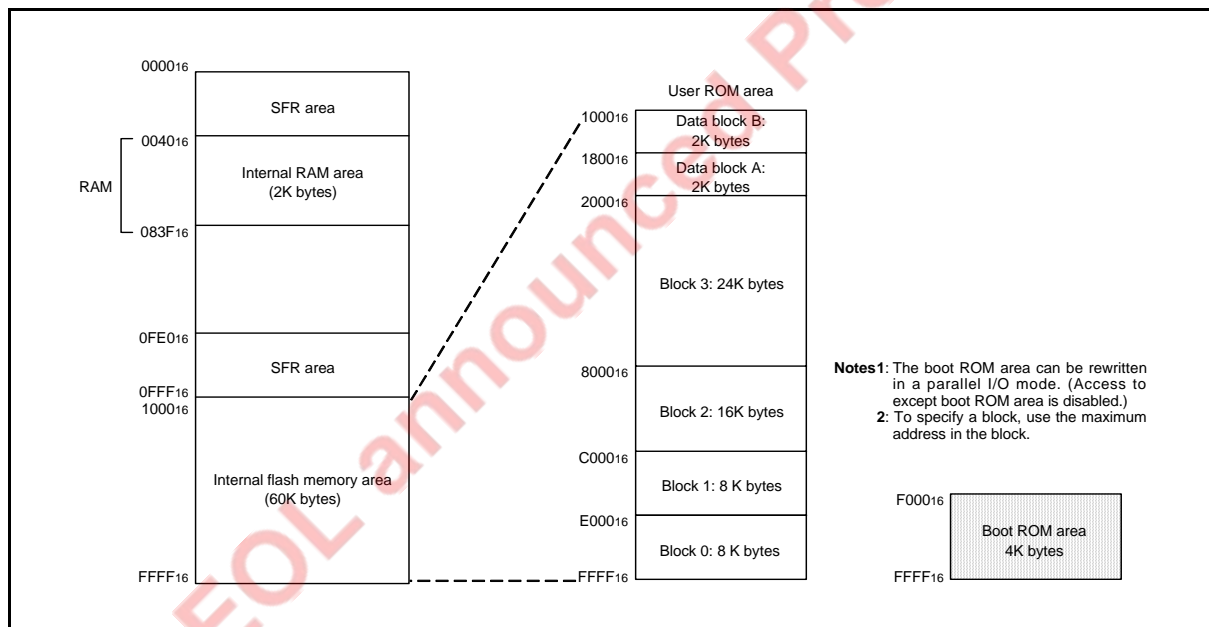 0000₁₆
SFR area
0040₁₆
RAM
Internal RAM area
(2K bytes)
083F₁₆
0FE0₁₆
SFR area
0FFF₁₆
1000₁₆
Internal flash memory area
(60K bytes)
FFFF₁₆
User ROM area
1000₁₆
Data block B:
2K bytes
1800₁₆
Data block A:
2K bytes
2000₁₆
Block 3: 24K bytes
8000₁₆
Block 2: 16K bytes
C000₁₆
Block 1: 8 K bytes
E000₁₆
Block 0: 8 K bytes
FFFF₁₆
Notes1: The boot ROM area can be rewritten
in a parallel I/O mode. (Access to
except boot ROM area is disabled.)
2: To specify a block, use the maximum
address in the block.
F000₁₆
Boot ROM area
4K bytes
FFFF₁₆
EOL announced Pro